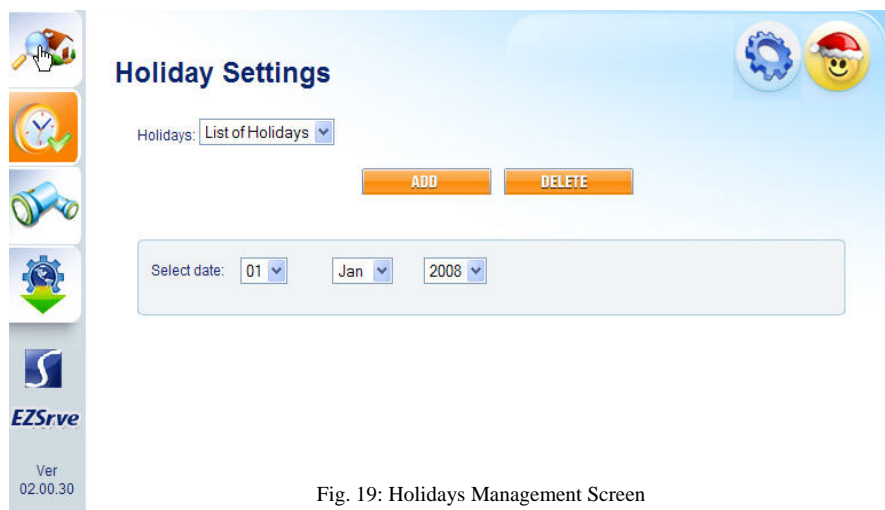 Holiday Settings
Holidays: List of Holidays
ADD DELETE
Select date: 01 Jan 2008
EZSrve
Ver
02.00.30
Fig. 19: Holidays Management Screen